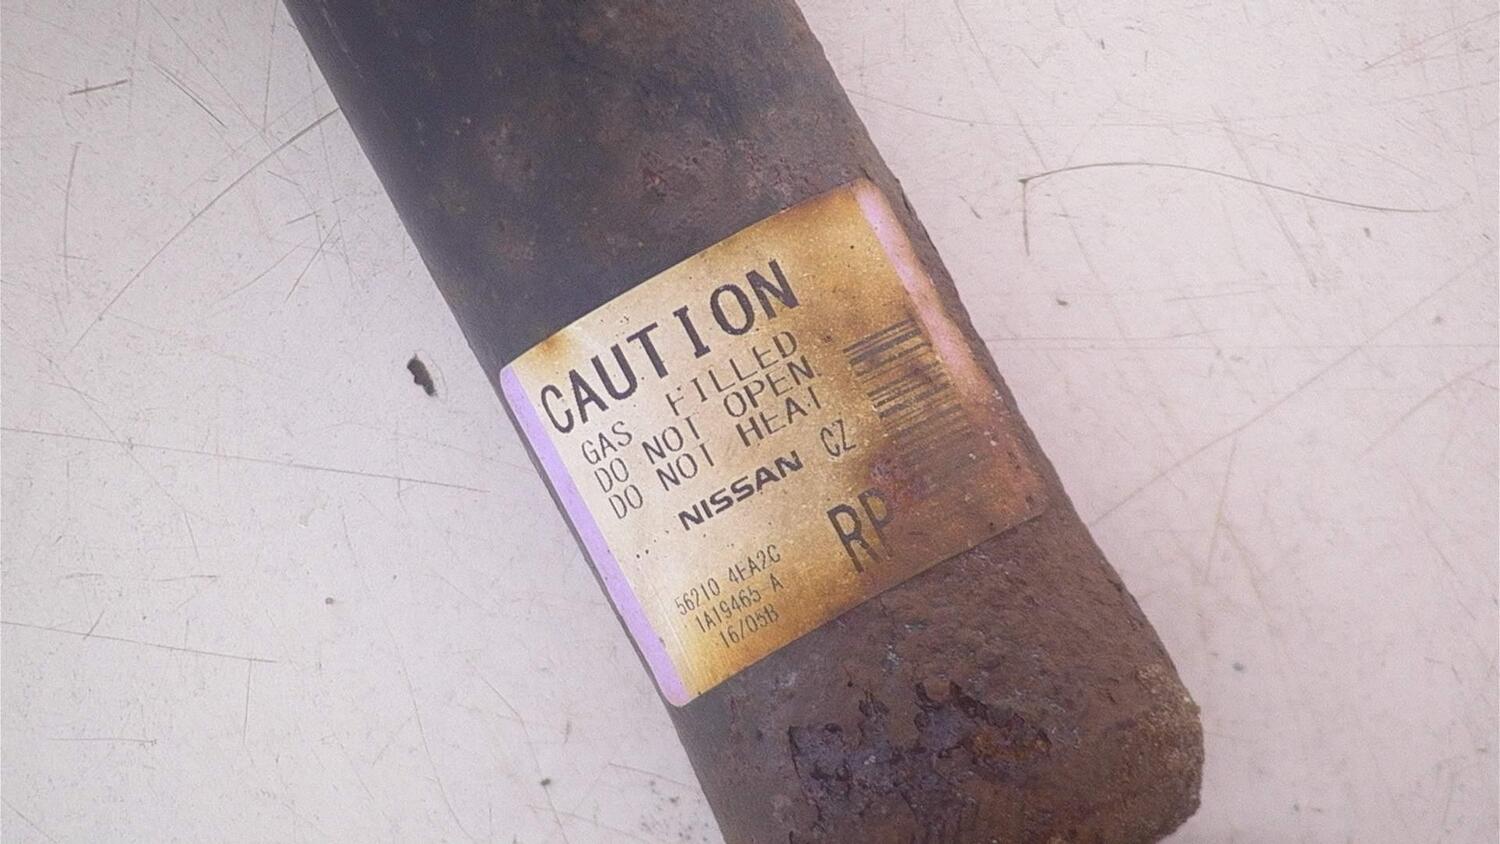 CAUTION
GAS FILLED
DO NOT OPEN
DO NOT HEAT
NISSAN CZ
RP
56210 4EA2C
1A19465 A
16/05B